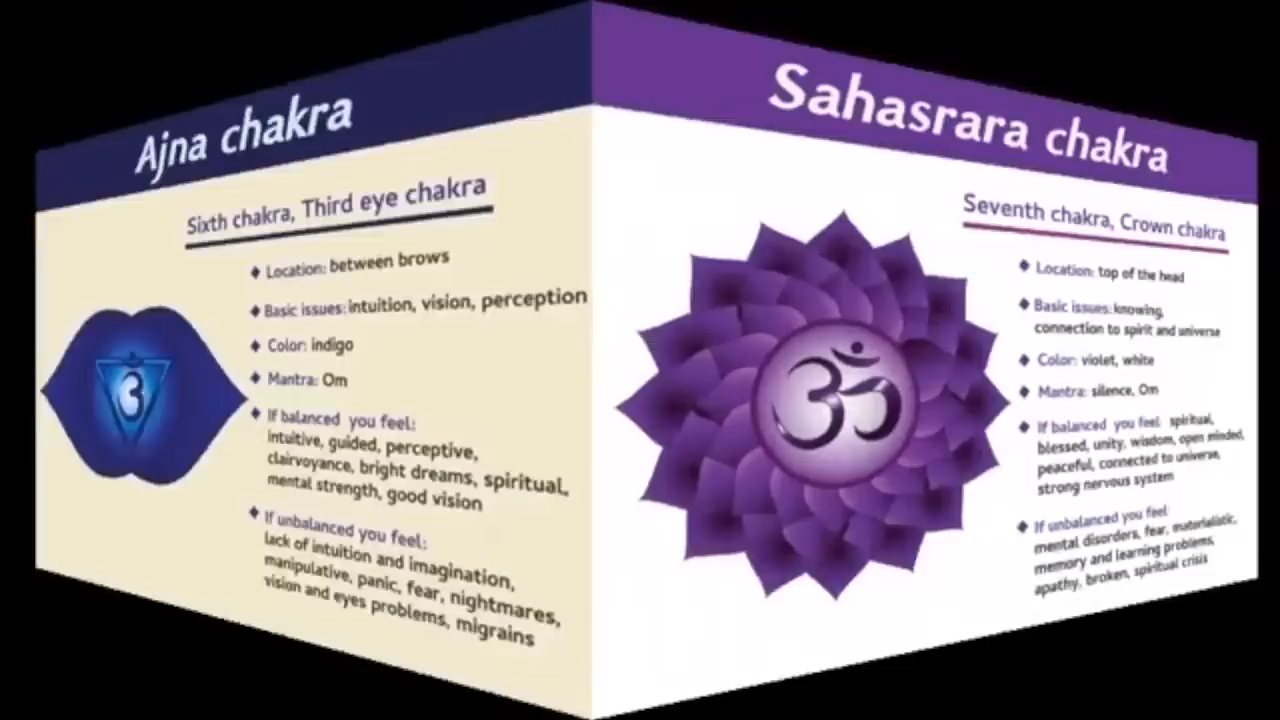 Ajna chakra
Sixth chakra, Third eye chakra
Location: between brows
Basic issues: intuition, vision, perception
Color: indigo
Mantra: Om
If balanced you feel:
intuitive, guided, perceptive,
clairvoyance, bright dreams, spiritual,
mental strength, good vision
If unbalanced you feel:
lack of intuition and imagination,
manipulative, panic, fear, nightmares,
vision and eyes problems, migrains
Sahasrara chakra
Seventh chakra, Crown chakra
Location: top of the head
Basic issues: knowing,
connection to spirit and universe
Color: violet, white
Mantra: silence, Om
If balanced you feel: spiritual,
blessed, unity, wisdom, open minded,
peaceful, connected to universe,
strong nervous system
If unbalanced you feel:
mental disorders, fear, materialistic,
memory and learning problems,
apathy, broken, spiritual crisis
ॐ